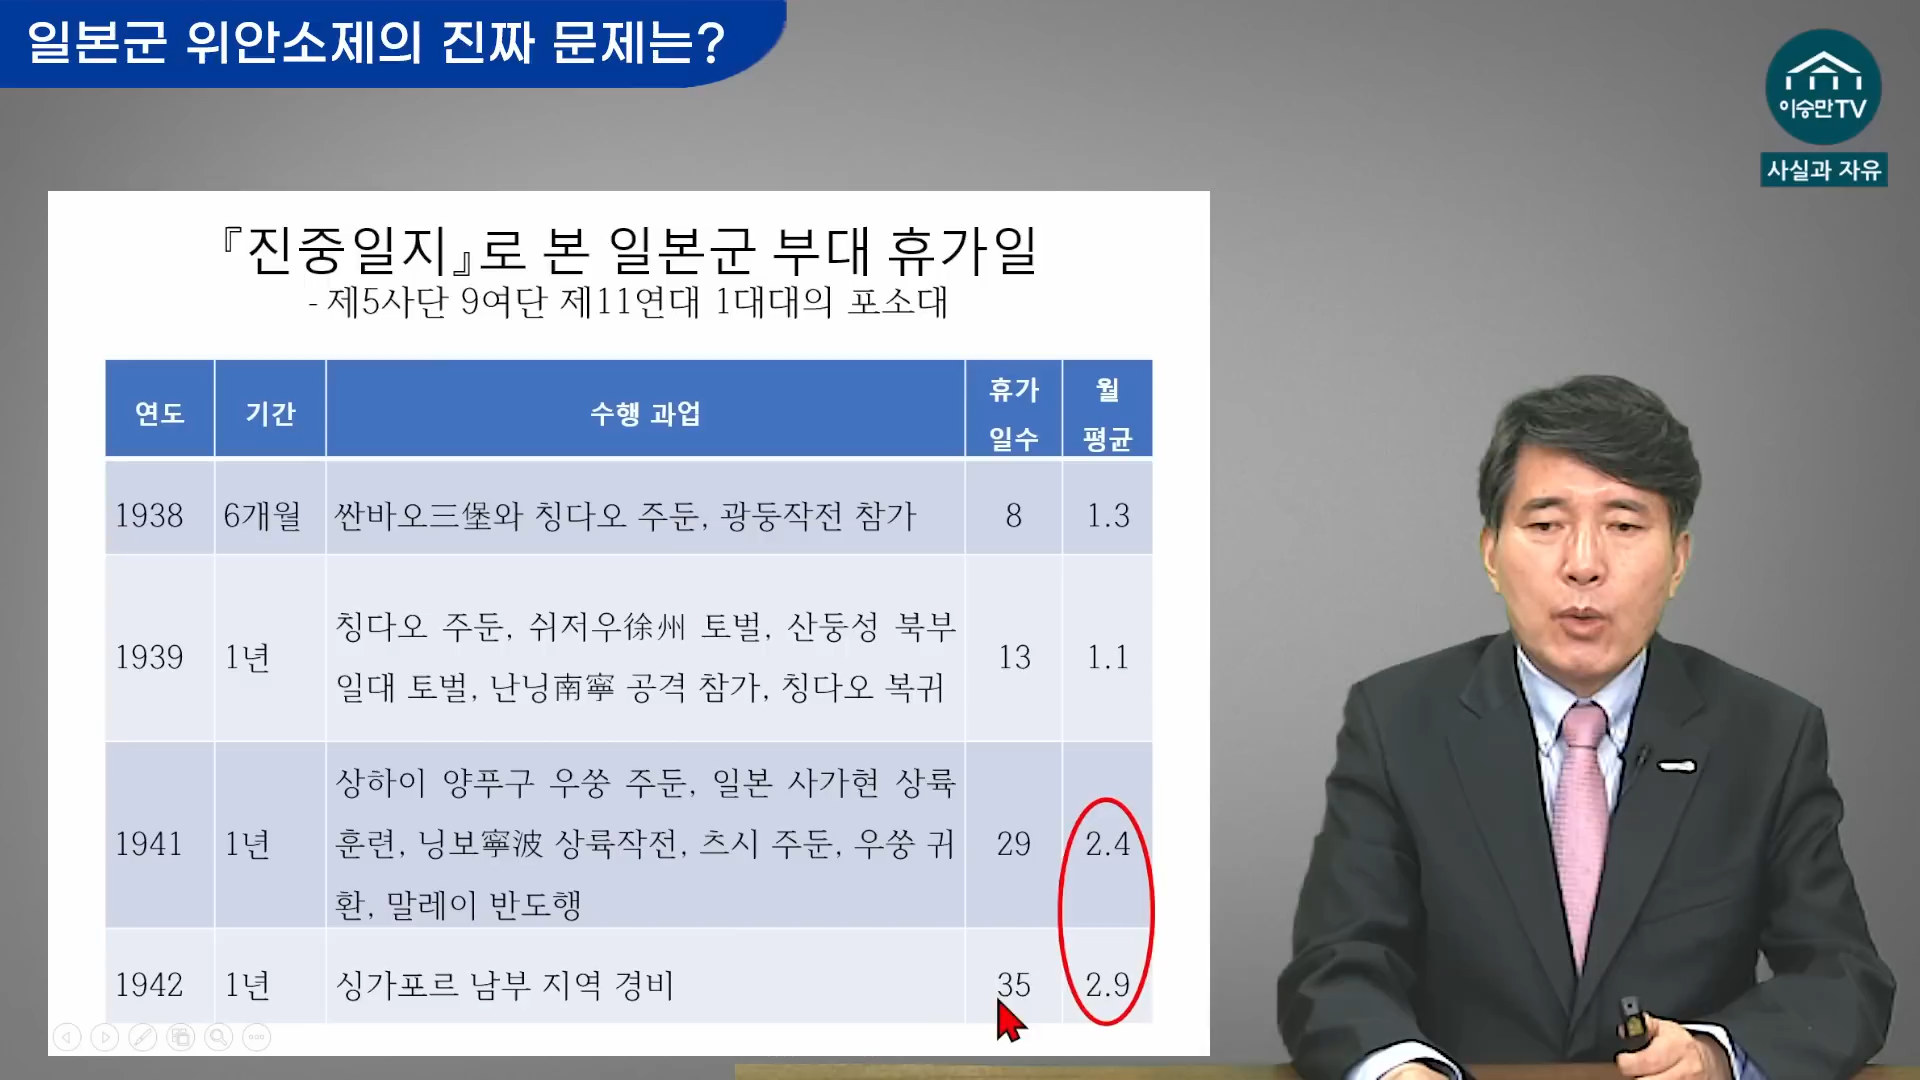 일본군 위안소제의 진짜 문제는?
이승만TV
사실과 자유
『진중일지』로 본 일본군 부대 휴가일
- 제5사단 9여단 제11연대 1대대의 포소대
연도 기간 수행 과업 휴가 일수 월 평균
1938 6개월 싼바오三堡와 칭다오 주둔, 광둥작전 참가 8 1.3
1939 1년 칭다오 주둔, 쉬저우徐州 토벌, 산둥성 북부
일대 토벌, 난닝南寧 공격 참가, 칭다오 복귀 13 1.1
1941 1년 상하이 양푸구 우쑹 주둔, 일본 사가현 상륙
훈련, 닝보寧波 상륙작전, 츠시 주둔, 우쑹 귀
환, 말레이 반도행 29 2.4
1942 1년 싱가포르 남부 지역 경비 35 2.9